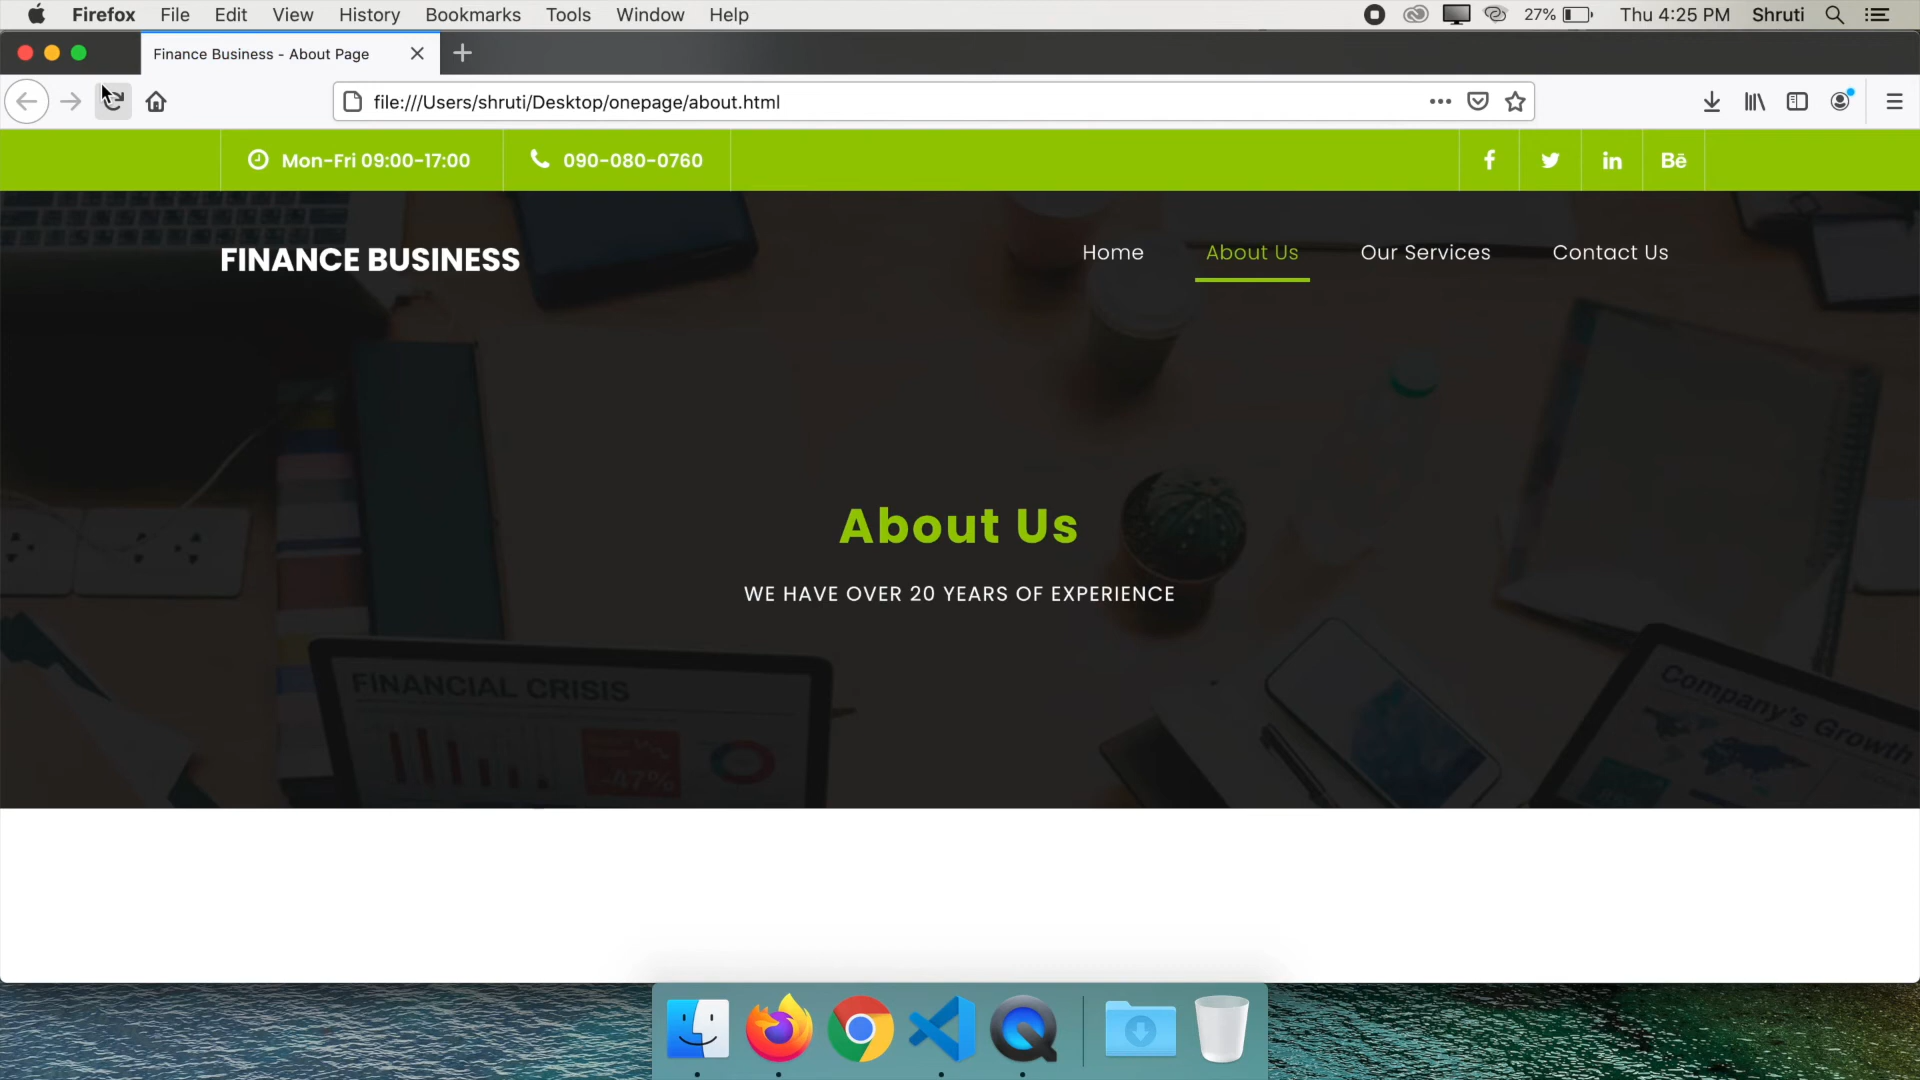 Firefox File Edit View History Bookmarks Tools Window Help 27% Thu 4:25 PM Shruti
Finance Business - About Page
file:///Users/shruti/Desktop/onepage/about.html
Mon-Fri 09:00-17:00 090-080-0760 f in Bē
FINANCE BUSINESS Home About Us Our Services Contact Us
About Us
WE HAVE OVER 20 YEARS OF EXPERIENCE
FINANCIAL CRISIS
Company's Growth
-47%